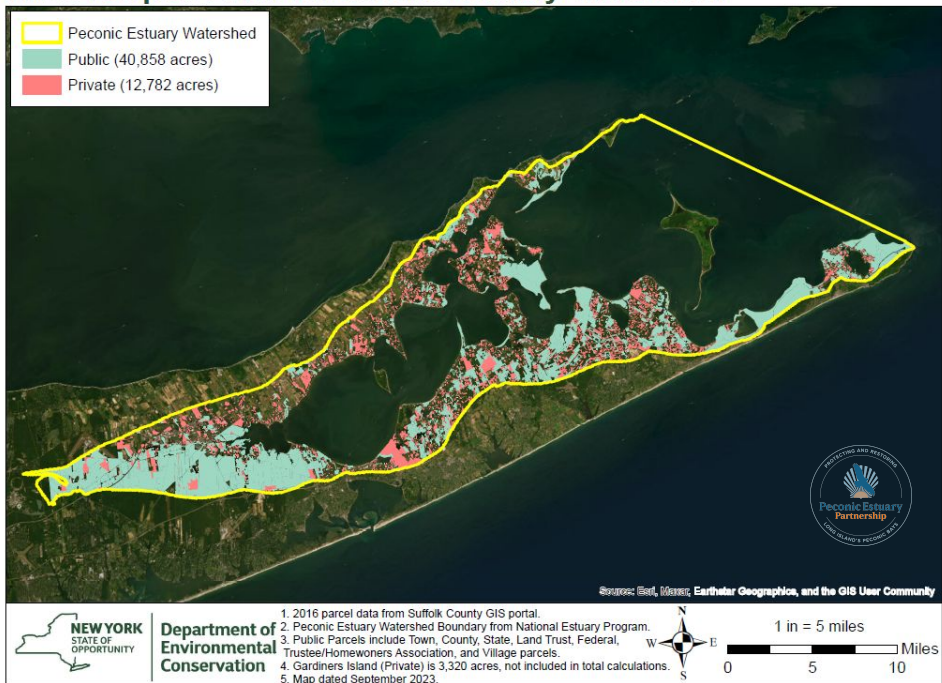 Peconic Estuary Watershed
Public (40,858 acres)
Private (12,782 acres)
PROTECTING AND RESTORING
Peconic Estuary
Partnership
LONG ISLAND'S PECONIC BAYS
Source: Esri, Maxar, Earthstar Geographics, and the GIS User Community
NEW YORK
STATE OF
OPPORTUNITY
Department of
Environmental
Conservation
1. 2016 parcel data from Suffolk County GIS portal.
2. Peconic Estuary Watershed Boundary from National Estuary Program.
3. Public Parcels include Town, County, State, Land Trust, Federal,
Trustee/Homewoners Association, and Village parcels.
4. Gardiners Island (Private) is 3,320 acres, not included in total calculations.
5. Map dated September 2023.
N
W E
S
1 in = 5 miles
Miles
0 5 10